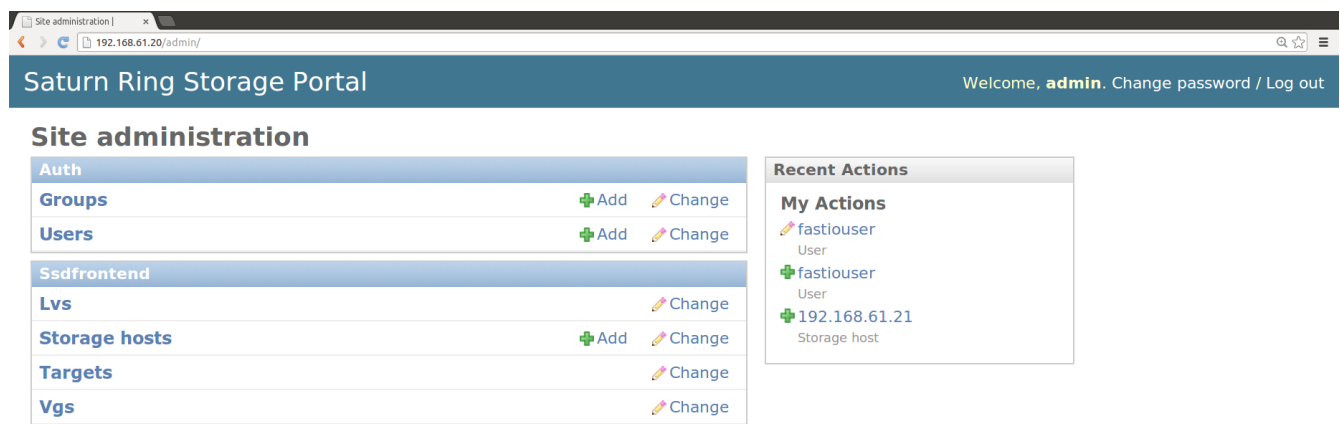 Site administration |
192.168.61.20/admin/
Saturn Ring Storage Portal
Welcome, admin. Change password / Log out
Site administration
Auth
Groups Add Change
Users Add Change
Ssdfrontend
Lvs Change
Storage hosts Add Change
Targets Change
Vgs Change
Recent Actions
My Actions
fastiouser
User
fastiouser
User
192.168.61.21
Storage host